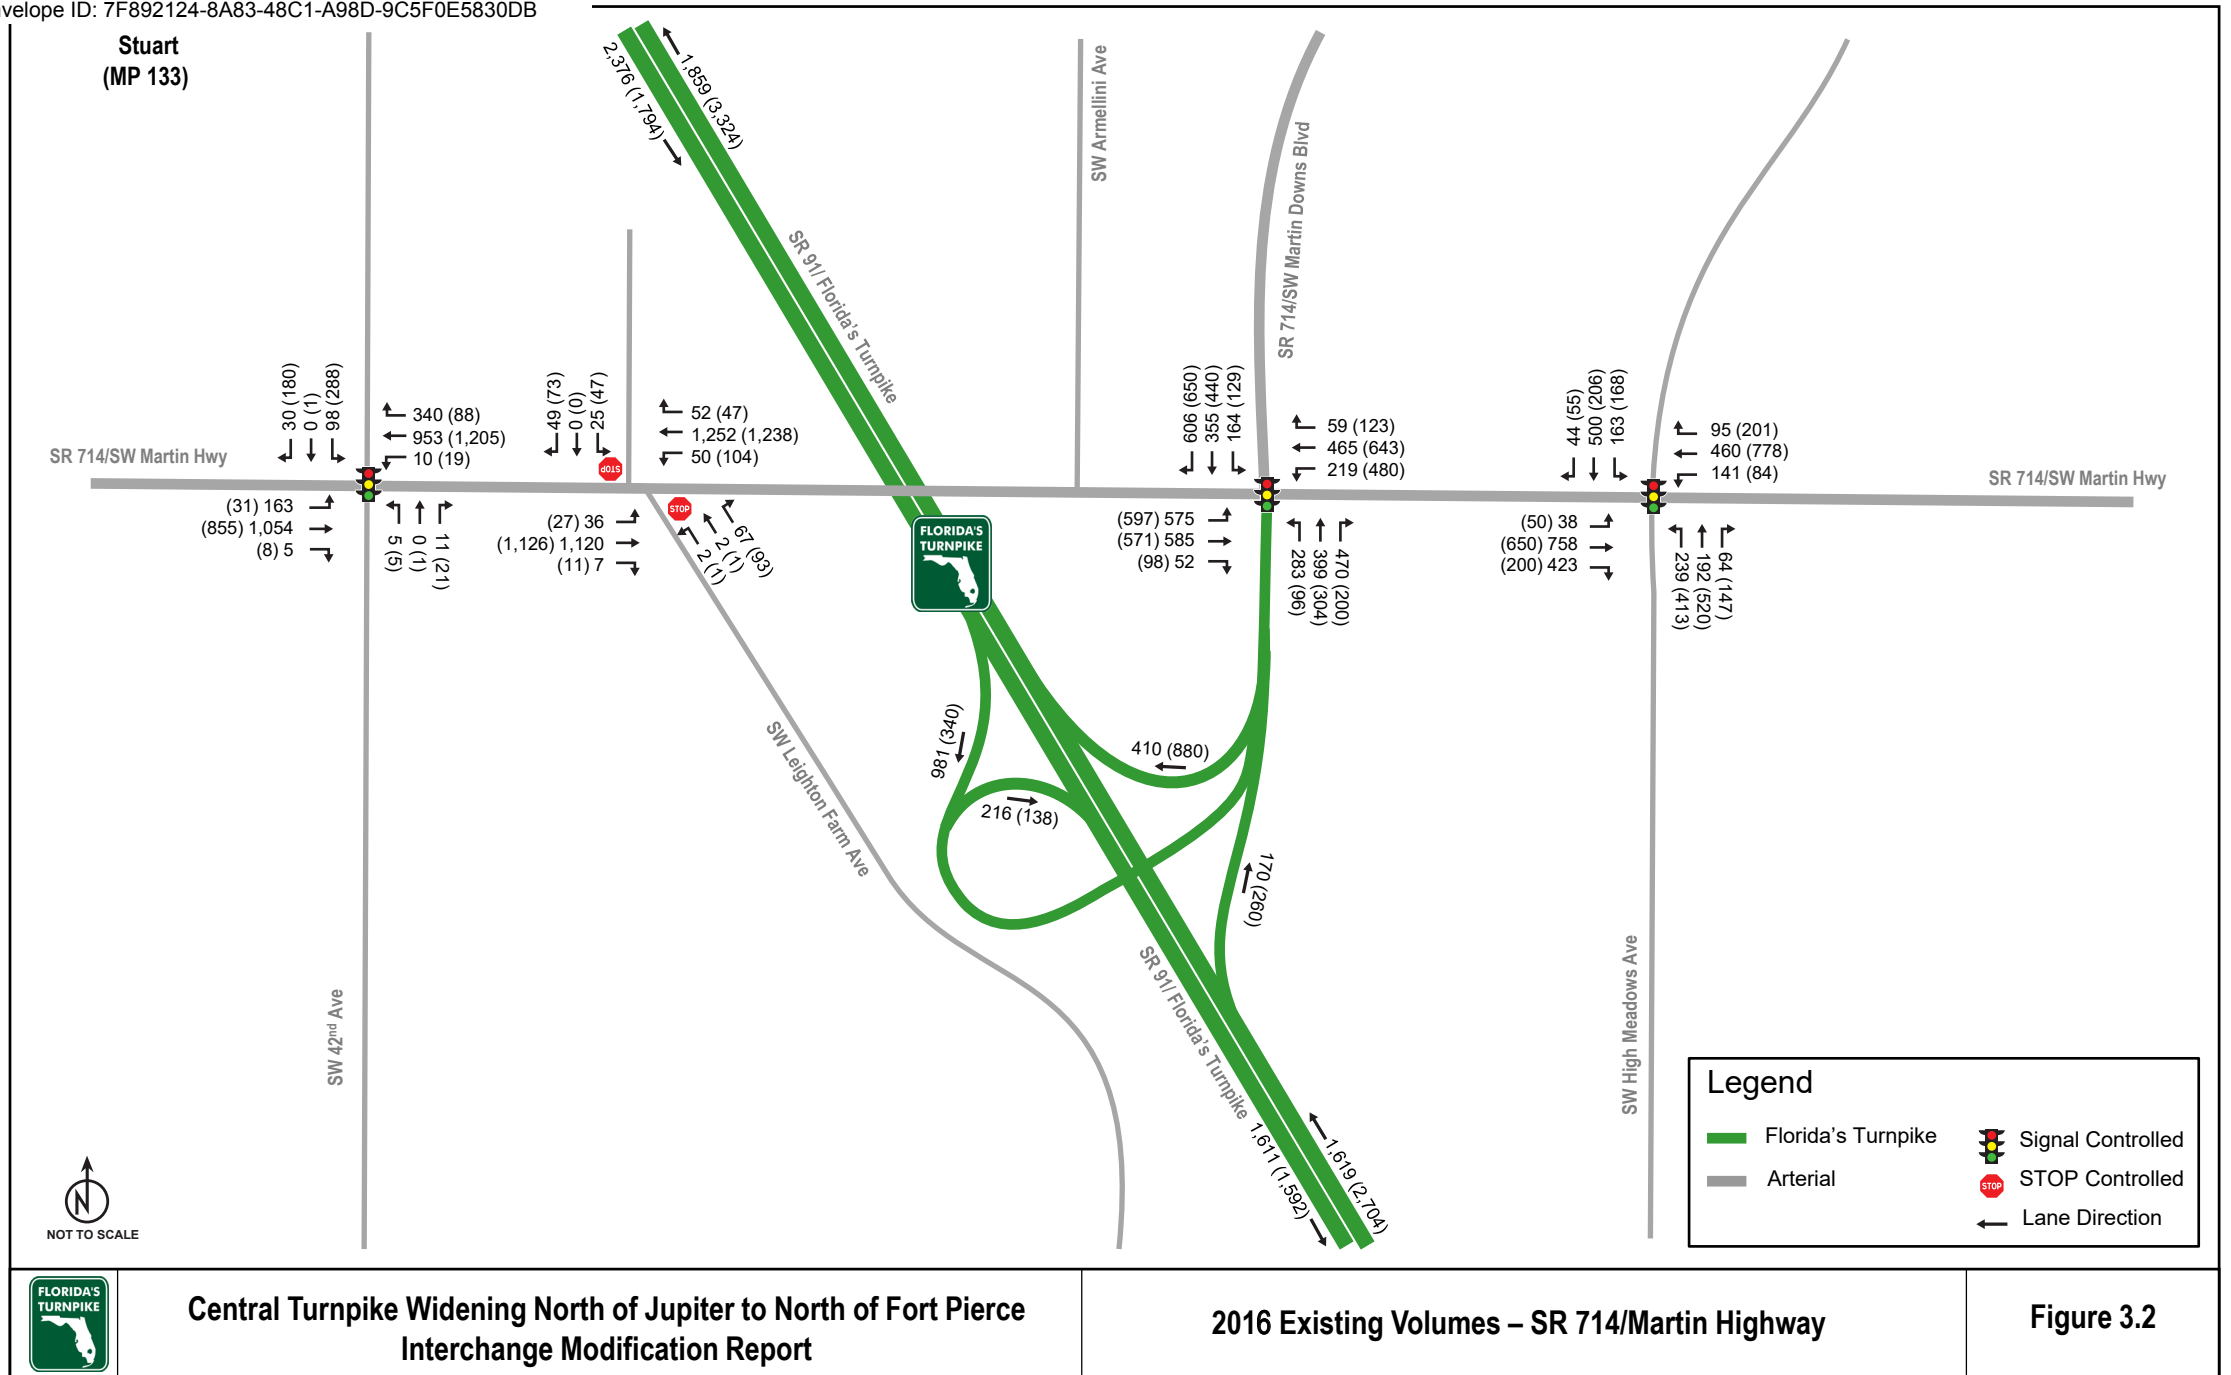 velope ID: 7F892124-8A83-48C1-A98D-9C5F0E5830DB
Stuart
(MP 133)
2,376 (1,794)
1,859 (3,324)
SR 91/ Florida's Turnpike
SW Armellini Ave
SR 714/SW Martin Downs Blvd
30 (180)
0 (1)
98 (288)
340 (88)
953 (1,205)
10 (19)
49 (73)
0 (0)
25 (47)
52 (47)
1,252 (1,238)
50 (104)
606 (650)
355 (440)
164 (129)
59 (123)
465 (643)
219 (480)
44 (55)
500 (206)
163 (168)
95 (201)
460 (778)
141 (84)
SR 714/SW Martin Hwy
SR 714/SW Martin Hwy
STOP
STOP
(31) 163
(855) 1,054
(8) 5
5 (5)
0 (1)
11 (21)
(27) 36
(1,126) 1,120
(11) 7
2 (1)
2 (1)
67 (93)
FLORIDA'S
TURNPIKE
(597) 575
(571) 585
(98) 52
283 (96)
399 (304)
470 (200)
(50) 38
(650) 758
(200) 423
239 (413)
192 (520)
64 (147)
981 (340)
216 (138)
410 (880)
170 (260)
SW Leighton Farm Ave
SW 42nd Ave
SR 91/ Florida's Turnpike
SW High Meadows Ave
1,611 (1,592)
1,619 (2,704)
N
NOT TO SCALE
Legend
Florida's Turnpike
Signal Controlled
Arterial
STOP
STOP Controlled
Lane Direction
FLORIDA'S
TURNPIKE
Central Turnpike Widening North of Jupiter to North of Fort Pierce
Interchange Modification Report
2016 Existing Volumes – SR 714/Martin Highway
Figure 3.2